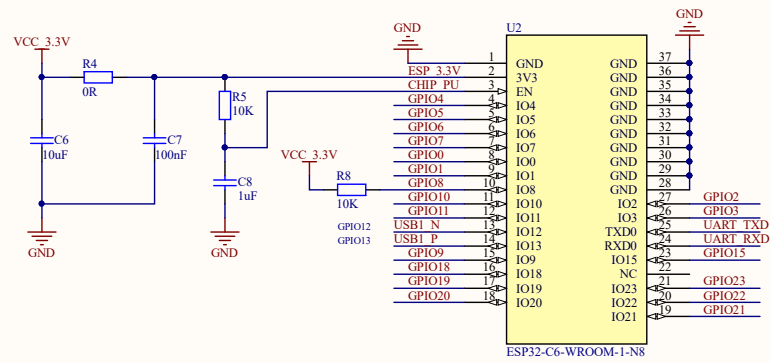 GND
U2
GND
VCC_3.3V
R4
0R
C6
10uF
C7
100nF
R5
10K
C8
1uF
GND
GND
VCC_3.3V
R8
10K
GPIO12
GPIO13
ESP_3.3V
CHIP_PU
GPIO4
GPIO5
GPIO6
GPIO7
GPIO0
GPIO1
GPIO8
GPIO10
GPIO11
USB1_N
USB1_P
GPIO9
GPIO18
GPIO19
GPIO20
1 GND
2 3V3
3 EN
4 IO4
5 IO5
6 IO6
7 IO7
8 IO0
9 IO1
10 IO8
11 IO10
12 IO11
13 IO12
14 IO13
15 IO9
16 IO18
17 IO19
18 IO20
GND 37
GND 36
GND 35
GND 34
GND 33
GND 32
GND 31
GND 30
GND 29
GND 28
IO2 27 GPIO2
IO3 26 GPIO3
TXD0 25 UART_TXD
RXD0 24 UART_RXD
IO15 23 GPIO15
NC 22
IO23 21 GPIO23
IO22 20 GPIO22
IO21 19 GPIO21
ESP32-C6-WROOM-1-N8